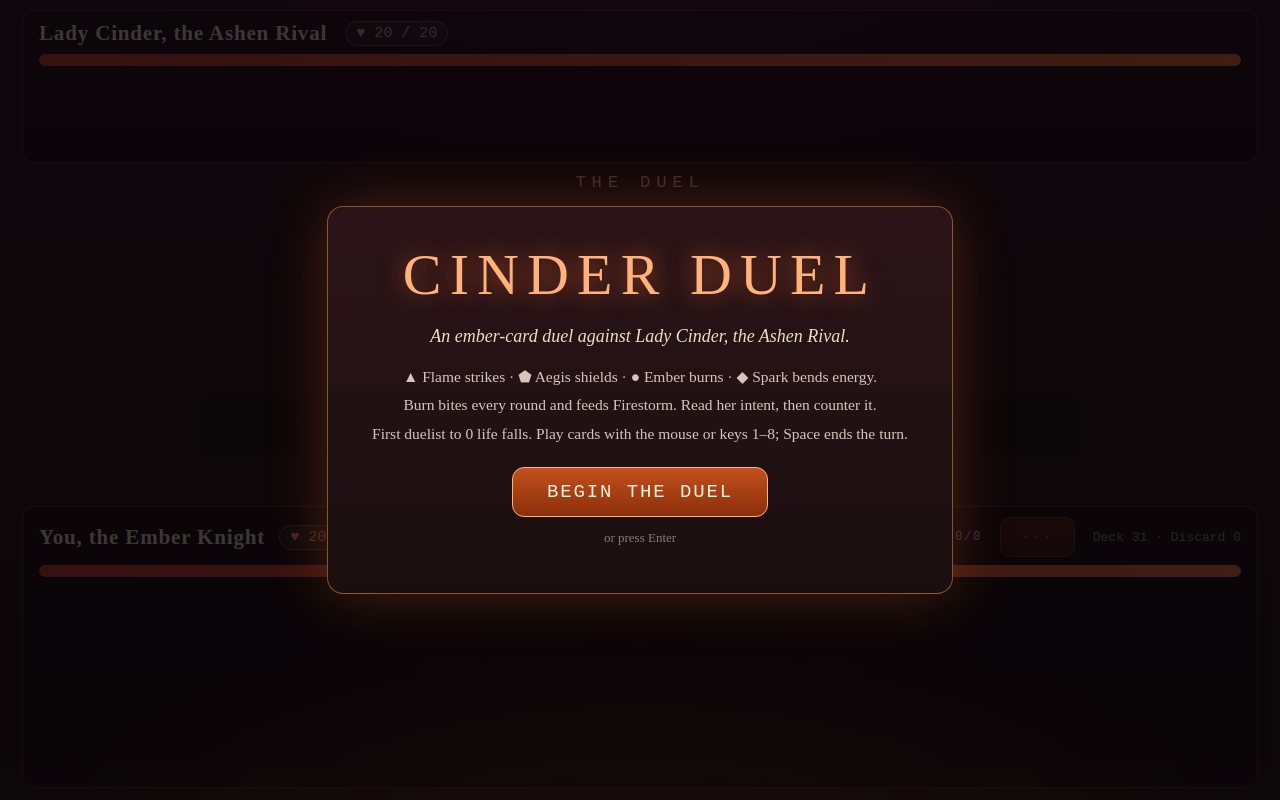 Lady Cinder, the Ashen Rival ♥ 20 / 20
THE DUEL
CINDER DUEL
An ember-card duel against Lady Cinder, the Ashen Rival.
▲ Flame strikes · ⬟ Aegis shields · ● Ember burns · ◆ Spark bends energy.
Burn bites every round and feeds Firestorm. Read her intent, then counter it.
First duelist to 0 life falls. Play cards with the mouse or keys 1–8; Space ends the turn.
BEGIN THE DUEL
or press Enter
You, the Ember Knight ♥ 20 0/0 ... Deck 31 · Discard 0